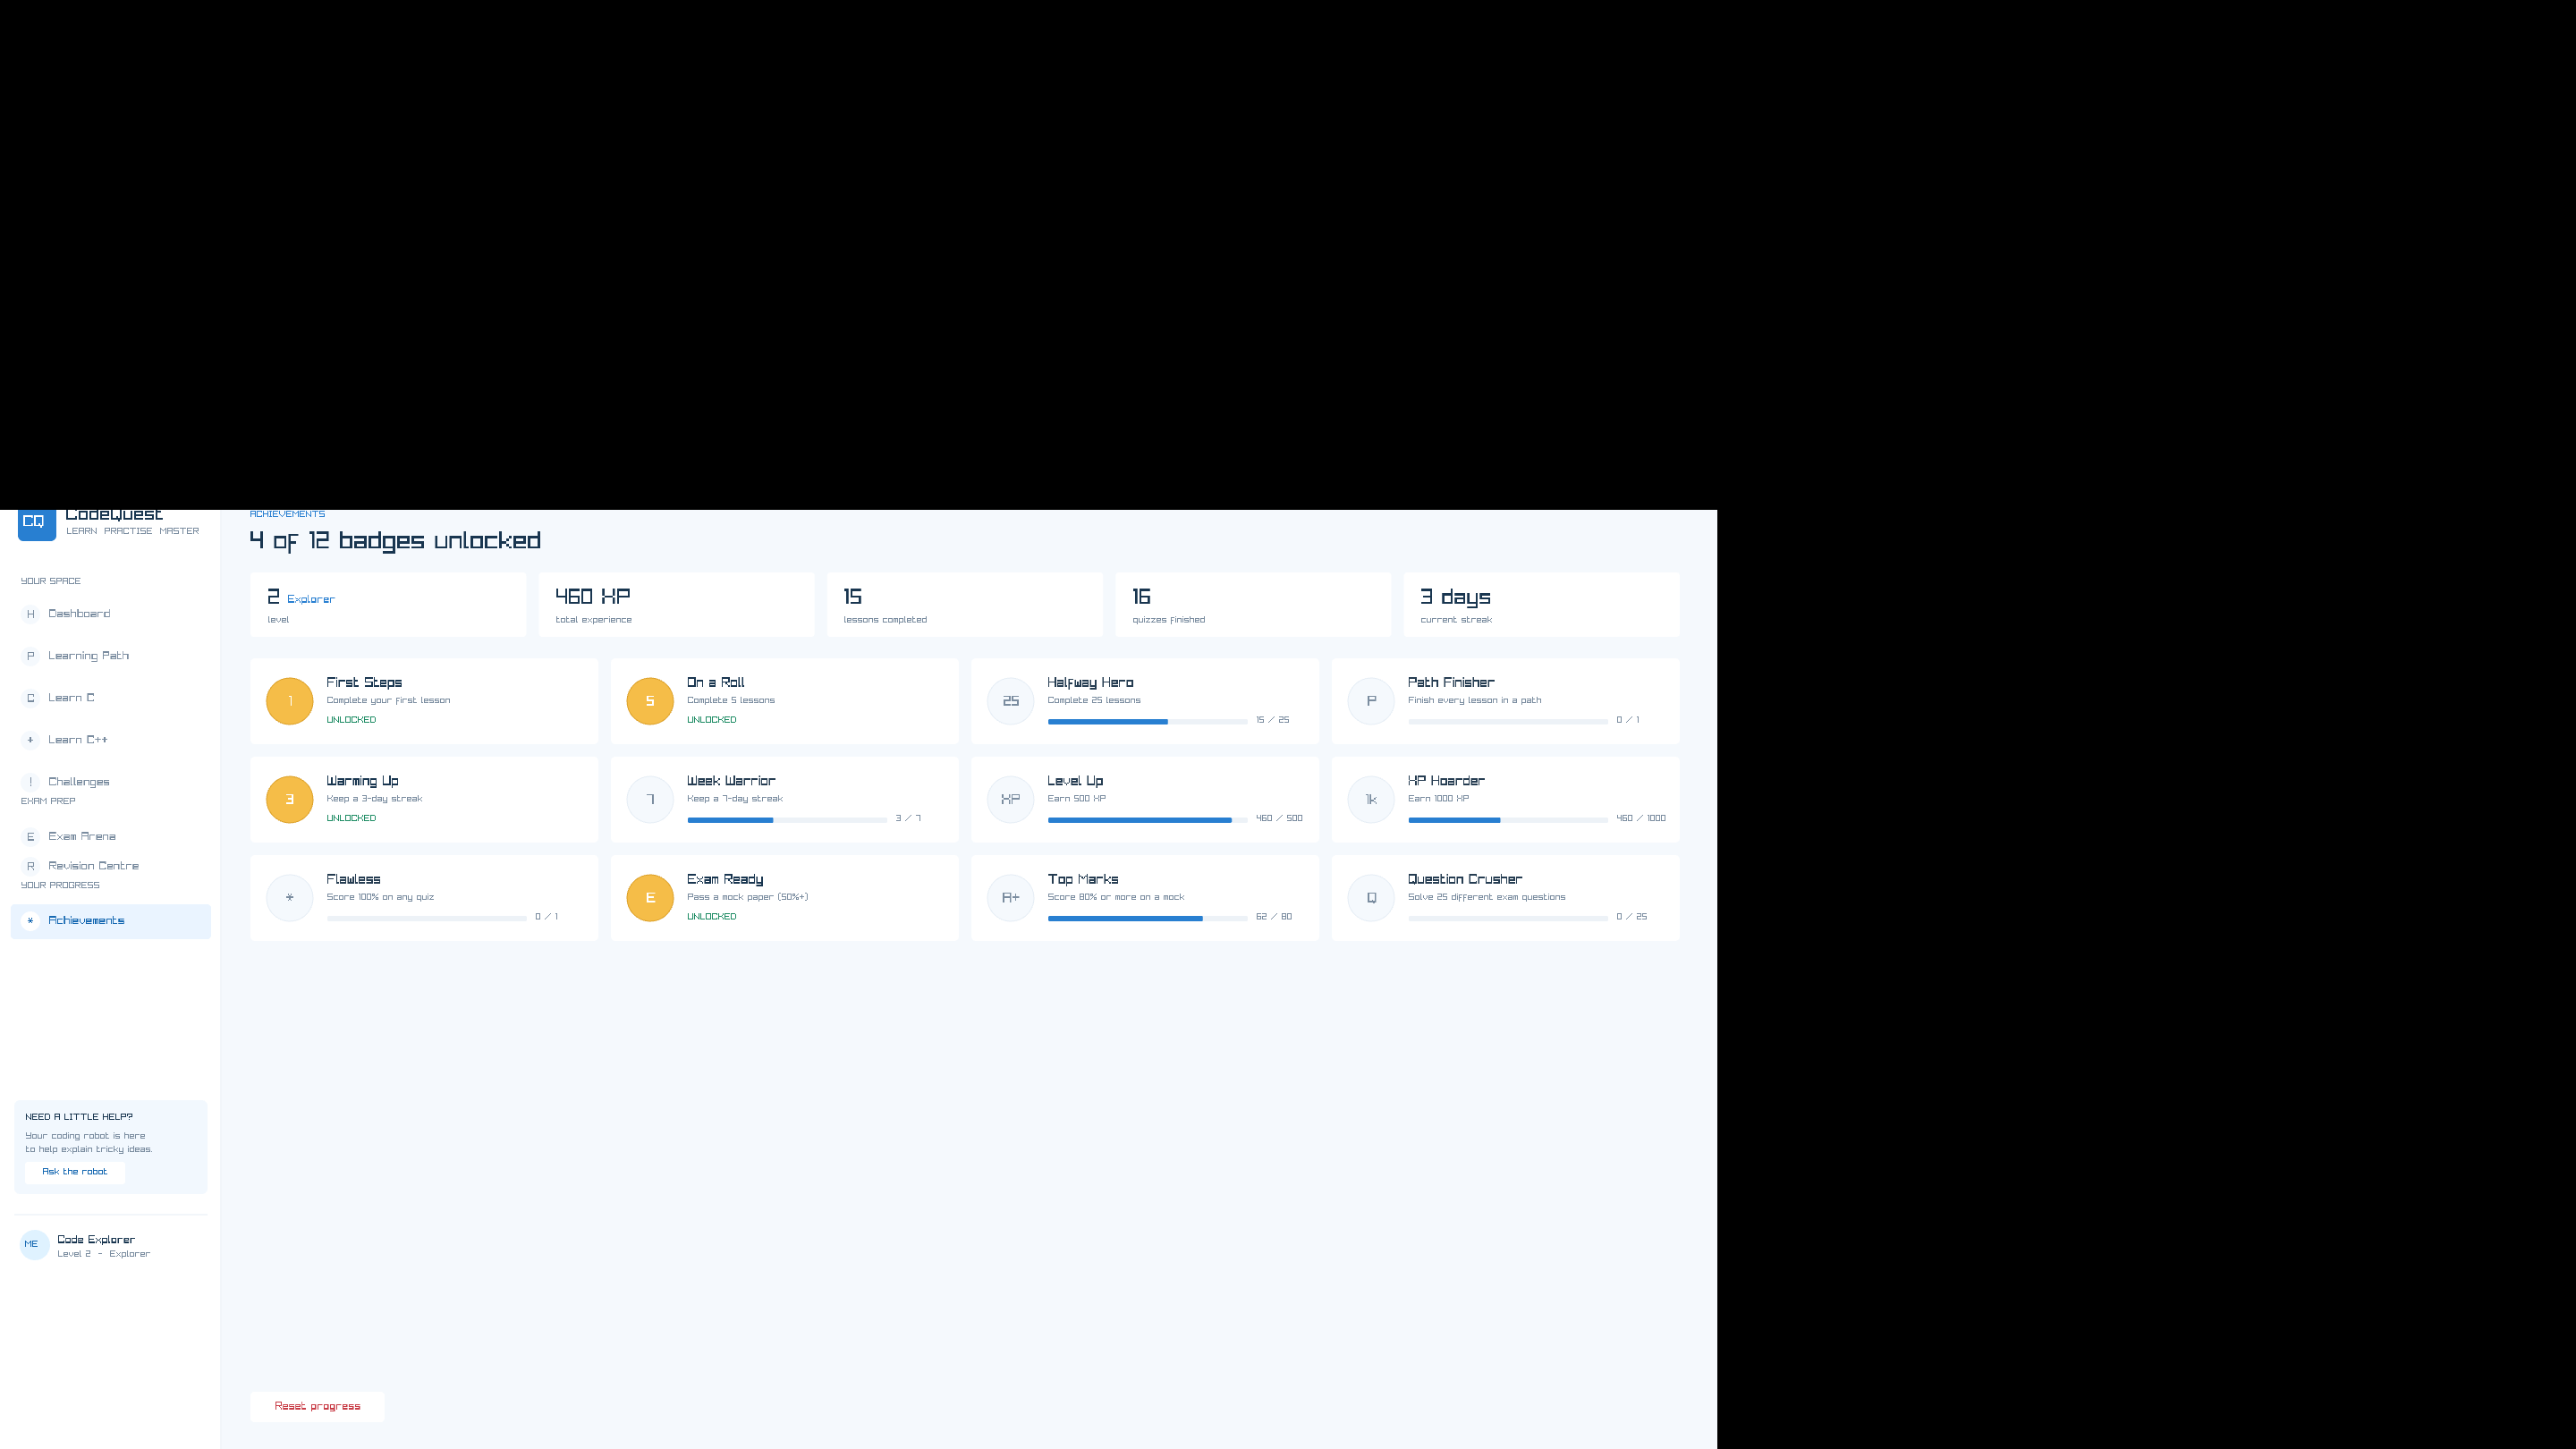 CodeQuest
CQ
LEARN PRACTISE MASTER
YOUR SPACE
H Dashboard
P Learning Path
C Learn C
+ Learn C++
! Challenges
EXAM PREP
E Exam Arena
R Revision Centre
YOUR PROGRESS
* Achievements
NEED A LITTLE HELP?
Your coding robot is here
to help explain tricky ideas.
Ask the robot
ME Code Explorer
Level 2 - Explorer
ACHIEVEMENTS
4 of 12 badges unlocked
2 Explorer
level
460 XP
total experience
15
lessons completed
16
quizzes finished
3 days
current streak
1
First Steps
Complete your first lesson
UNLOCKED
5
On a Roll
Complete 5 lessons
UNLOCKED
25
Halfway Hero
Complete 25 lessons
15 / 25
P
Path Finisher
Finish every lesson in a path
0 / 1
3
Warming Up
Keep a 3-day streak
UNLOCKED
7
Week Warrior
Keep a 7-day streak
3 / 7
XP
Level Up
Earn 500 XP
460 / 500
1k
XP Hoarder
Earn 1000 XP
460 / 1000
*
Flawless
Score 100% on any quiz
0 / 1
E
Exam Ready
Pass a mock paper (50%+)
UNLOCKED
A+
Top Marks
Score 80% or more on a mock
62 / 80
Q
Question Crusher
Solve 25 different exam questions
0 / 25
Reset progress